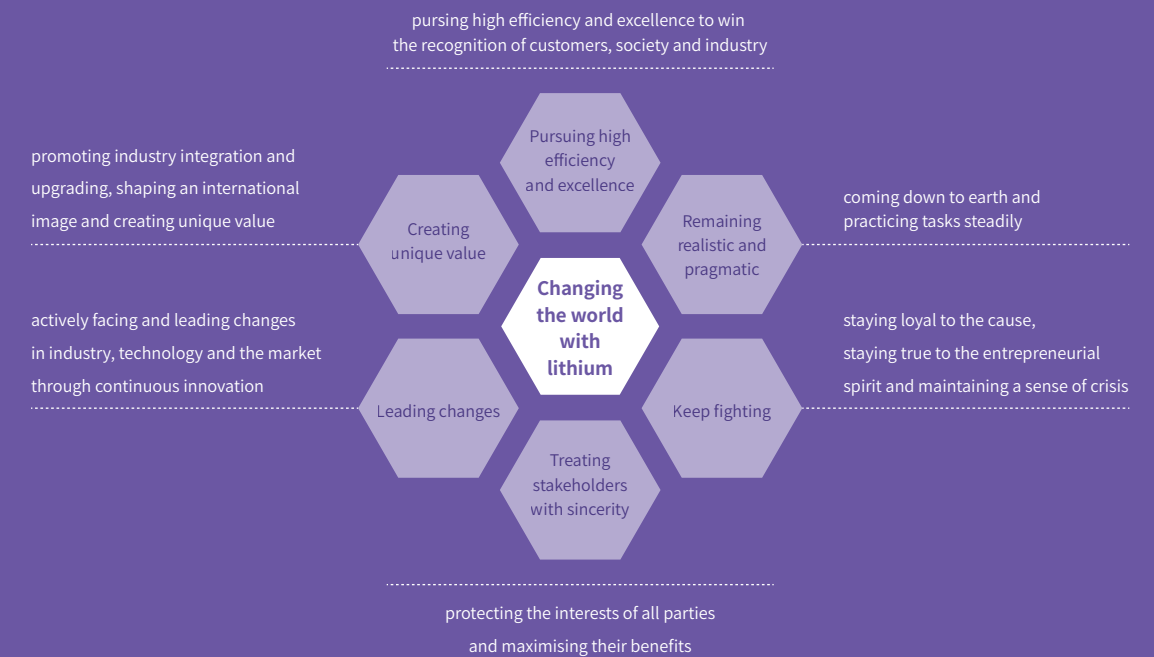 pursing high efficiency and excellence to win
the recognition of customers, society and industry
Pursuing high
efficiency
and excellence
promoting industry integration and
upgrading, shaping an international
image and creating unique value
Creating
unique value
Remaining
realistic and
pragmatic
coming down to earth and
practicing tasks steadily
Changing
the world
with
lithium
actively facing and leading changes
in industry, technology and the market
through continuous innovation
Leading changes
Keep fighting
staying loyal to the cause,
staying true to the entrepreneurial
spirit and maintaining a sense of crisis
Treating
stakeholders
with sincerity
protecting the interests of all parties
and maximising their benefits